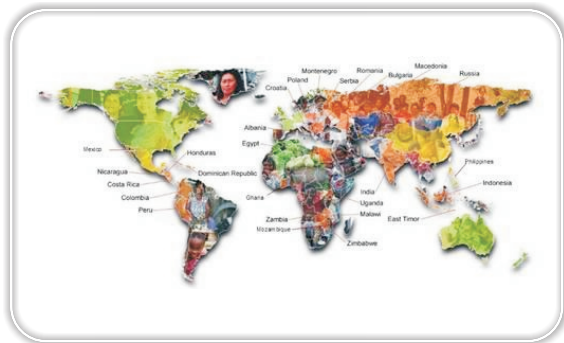 Macedonia
Montenegro
Romania
Bulgaria
Russia
Poland
Serbia
Croatia
Albania
Egypt
Mexico
Honduras
Nicaragua
Dominican Republic
Costa Rica
Colombia
Peru
Ghana
Zambia
Mozambique
Zimbabwe
India
Uganda
Malawi
East Timor
Philippines
Indonesia